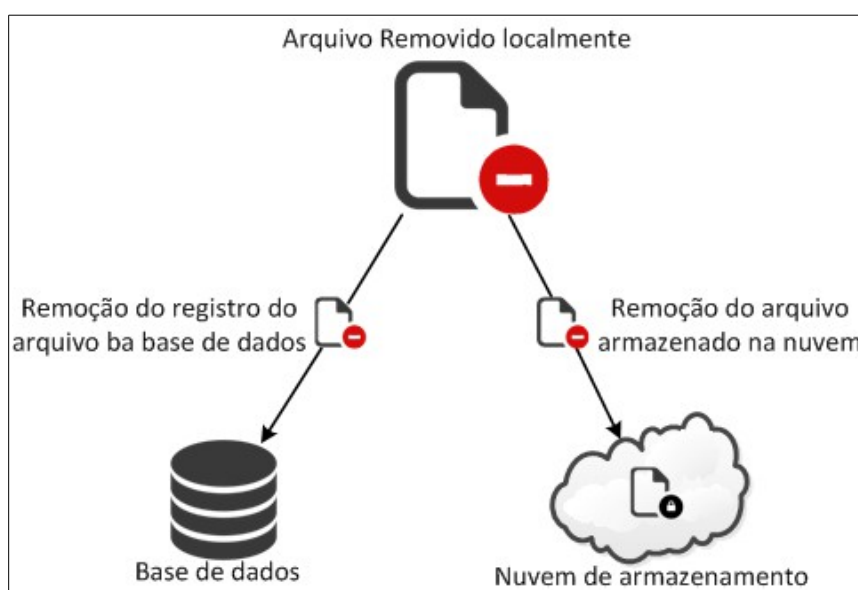 Arquivo Removido localmente
Remoção do registro do
arquivo ba base de dados
Remoção do arquivo
armazenado na nuvem
Base de dados
Nuvem de armazenamento